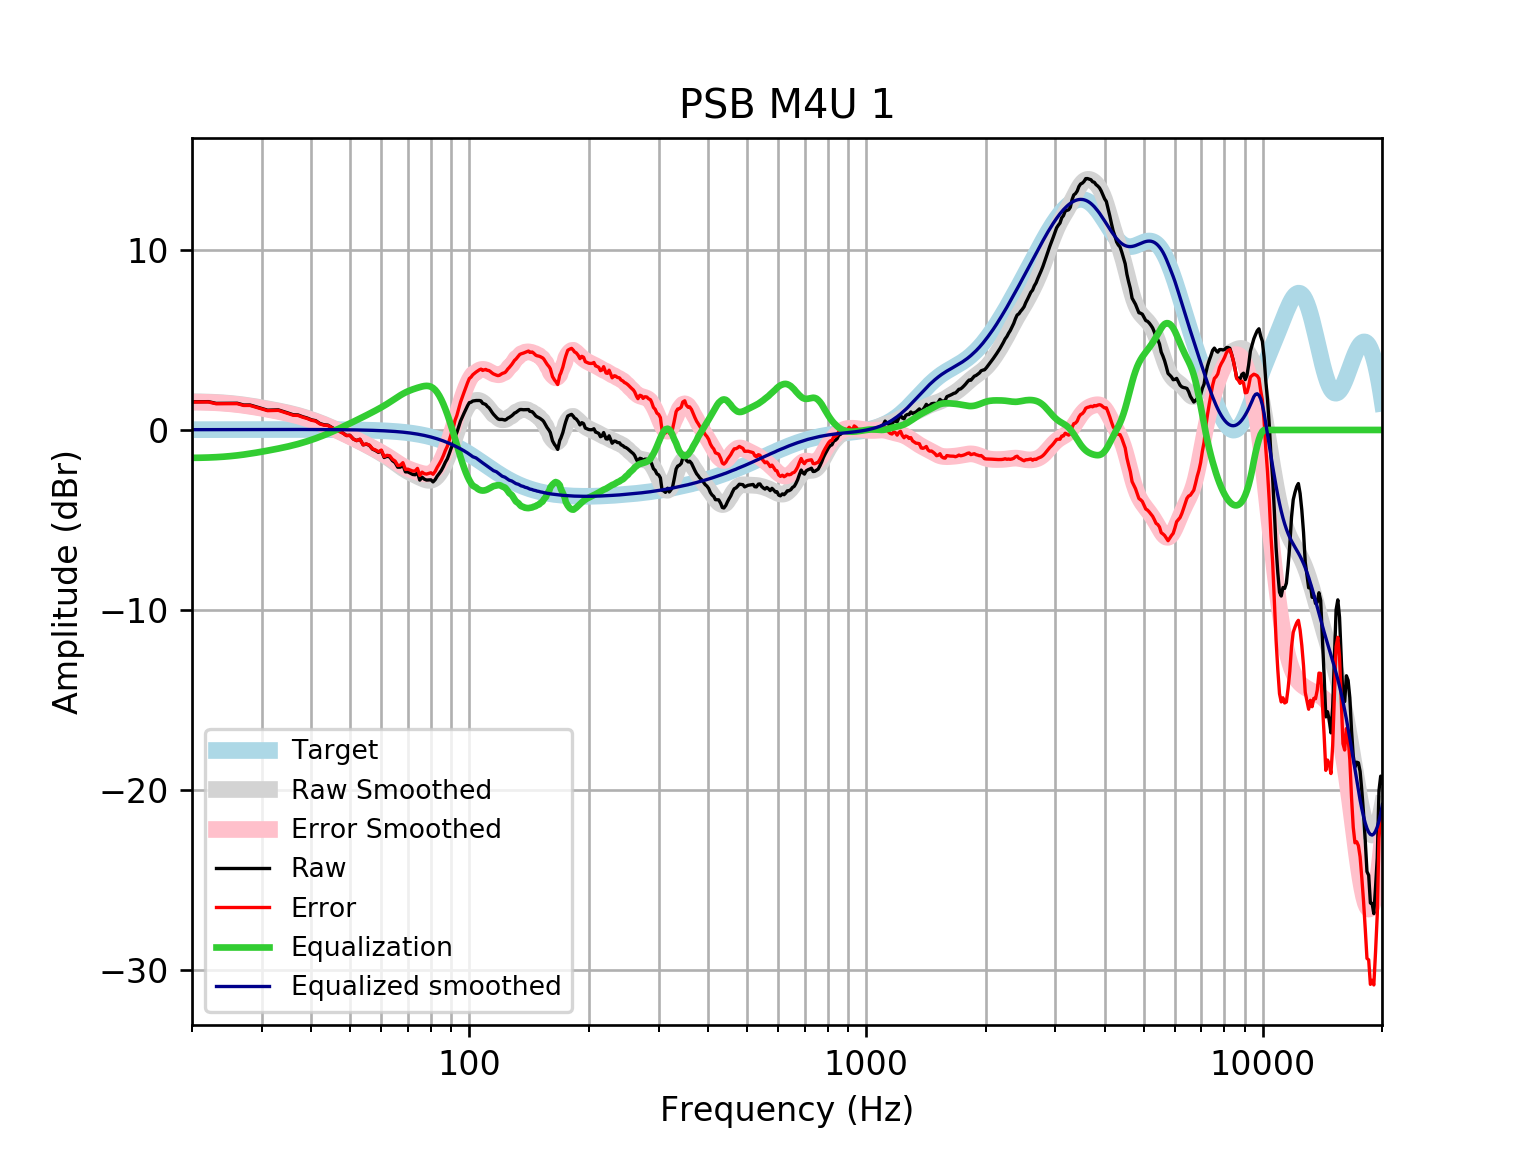 PSB M4U 1
Amplitude (dBr)
10
0
−10
−20
−30
Target
Raw Smoothed
Error Smoothed
Raw
Error
Equalization
Equalized smoothed
100
1000
10000
Frequency (Hz)